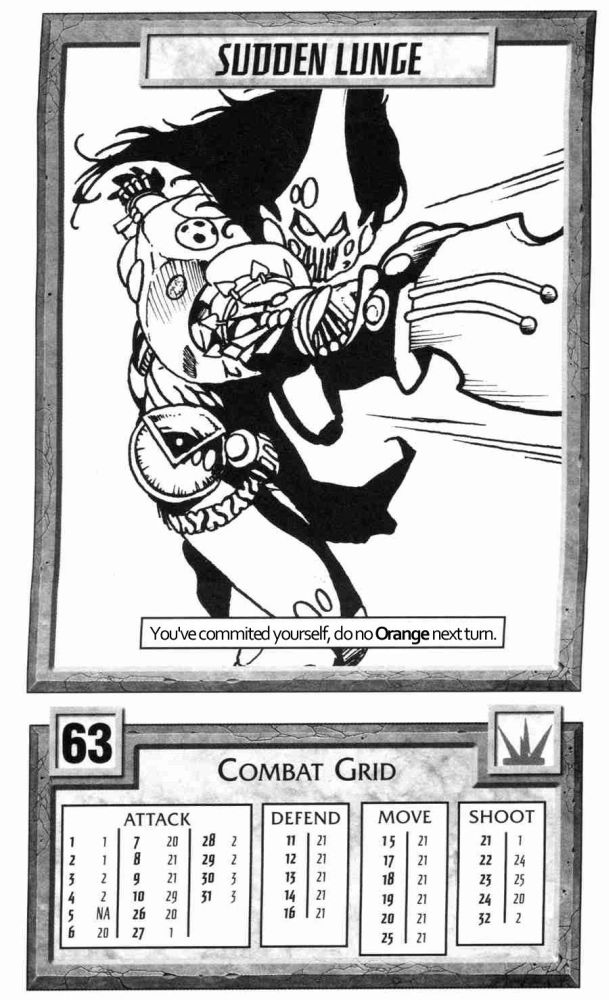 SUDDEN LUNGE
You've commited yourself, do no Orange next turn.
63
COMBAT GRID
ATTACK
1 1 7 20 28 2
2 1 8 21 29 2
3 2 9 21 30 3
4 2 10 29 31 3
5 NA 26 20
6 20 27 1
DEFEND
11 21
12 21
13 21
14 21
16 21
MOVE
15 21
17 21
18 21
19 21
20 21
25 21
SHOOT
21 1
22 24
23 25
24 20
32 2